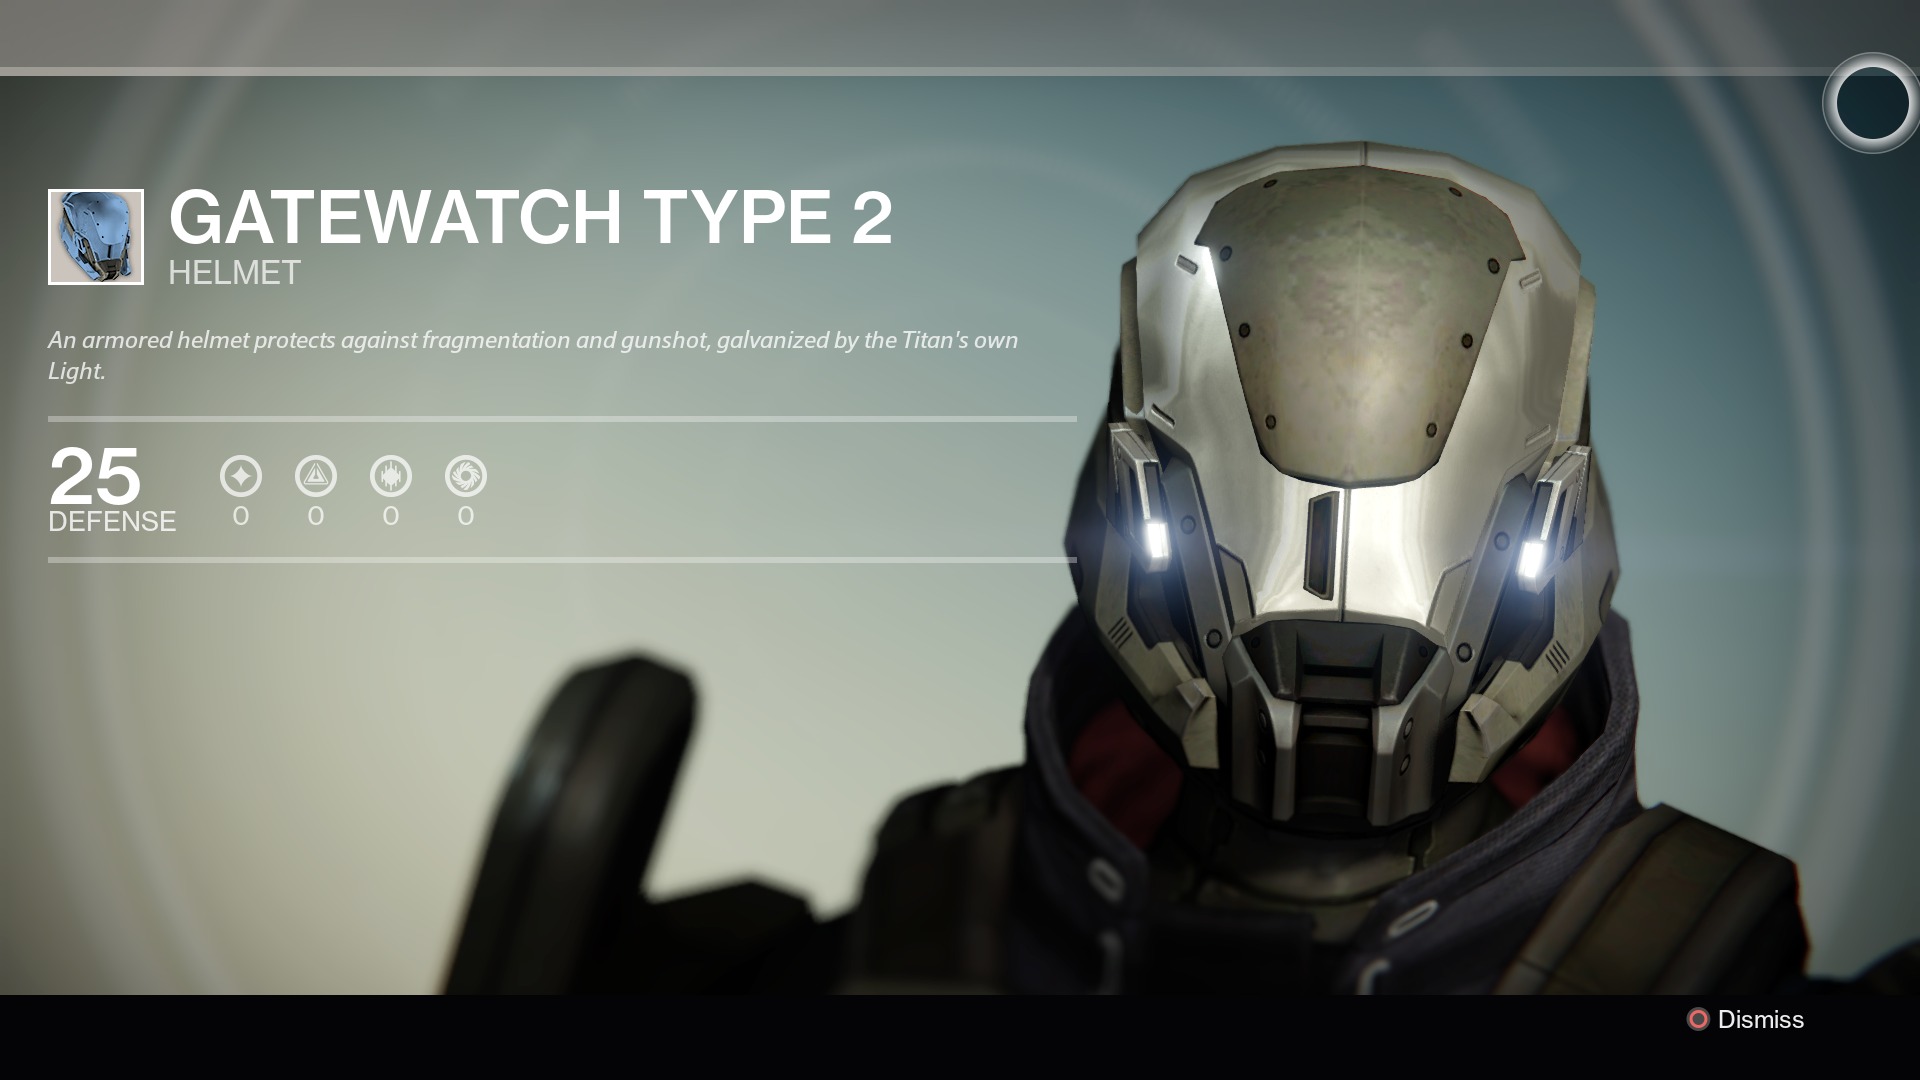 GATEWATCH TYPE 2
HELMET
An armored helmet protects against fragmentation and gunshot, galvanized by the Titan's own
Light.
25
DEFENSE
0 0 0 0
Dismiss